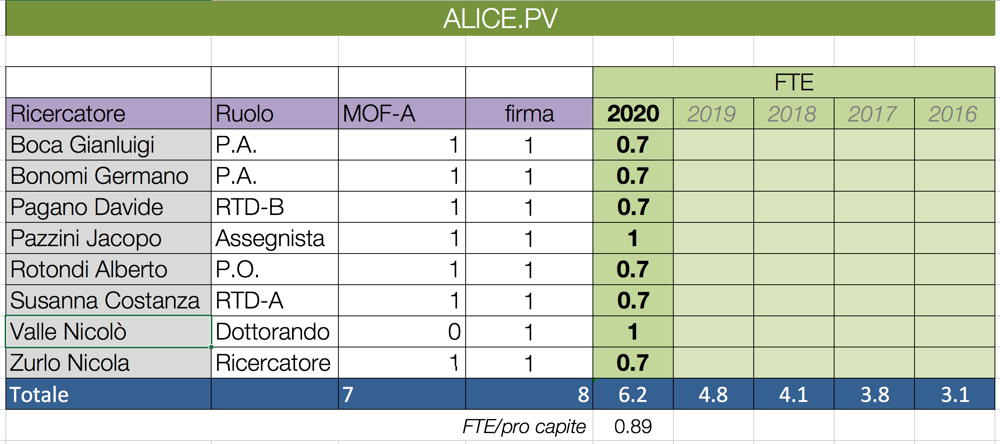 ALICE.PV
FTE
Ricercatore Ruolo MOF-A firma 2020 2019 2018 2017 2016
Boca Gianluigi P.A. 1 1 0.7
Bonomi Germano P.A. 1 1 0.7
Pagano Davide RTD-B 1 1 0.7
Pazzini Jacopo Assegnista 1 1 1
Rotondi Alberto P.O. 1 1 0.7
Susanna Costanza RTD-A 1 1 0.7
Valle Nicolò Dottorando 0 1 1
Zurlo Nicola Ricercatore 1 1 0.7
Totale 7 8 6.2 4.8 4.1 3.8 3.1
FTE/pro capite 0.89